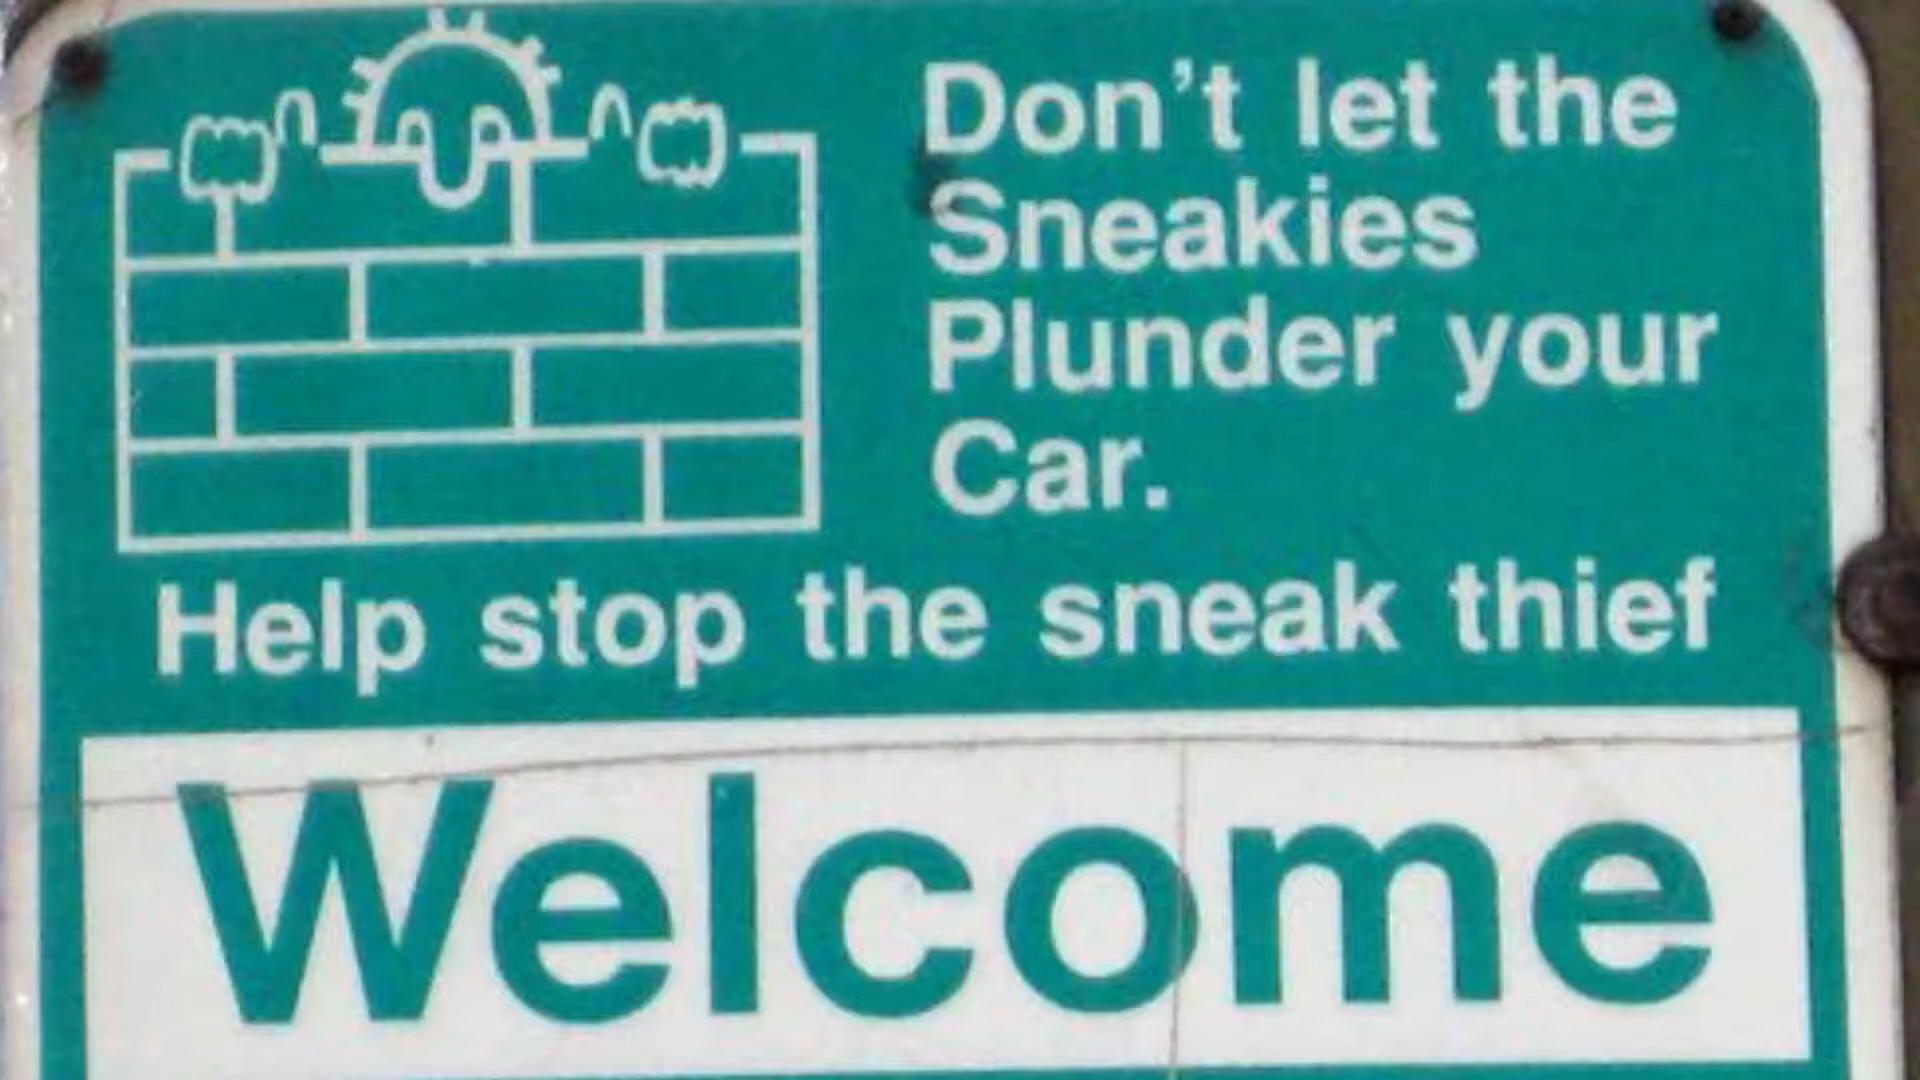 Don't let the
Sneakies
Plunder your
Car.
Help stop the sneak thief
Welcome